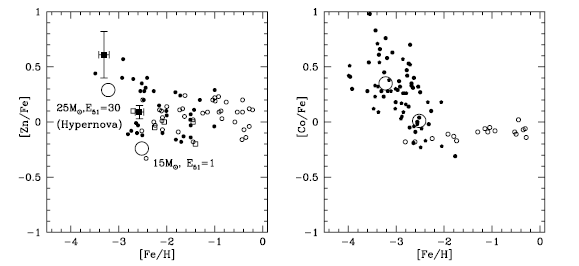 1
0.5
0
-0.5
-1
[Zn/Fe]
25M⊙,E₅₁=30
(Hypernova)
15M⊙, E₅₁=1
-4 -3 -2 -1 0
[Fe/H]
1
0.5
0
-0.5
-1
[Co/Fe]
-4 -3 -2 -1 0
[Fe/H]